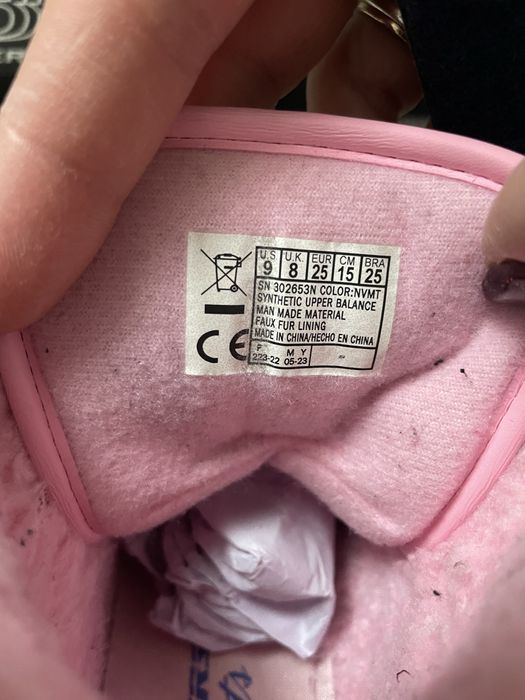 U.S U.K. EUR CM BRA
9 8 25 15 25
SN 302653N COLOR:NVMT
SYNTHETIC UPPER BALANCE
MAN MADE MATERIAL
FAUX FUR LINING
MADE IN CHINA/HECHO EN CHINA
F M Y
223-22 05-23
CE